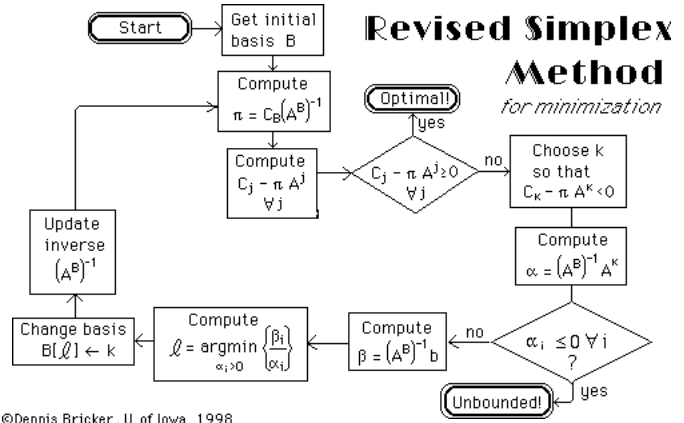 Revised Simplex
Method
for minimization
Start
Get initial
basis B
Compute
π = C_B(A^B)^-1
Compute
C_j − π A^j
∀ j
Optimal!
yes
C_j − π A^j ≥ 0
∀ j
no
Choose k
so that
C_K − π A^K < 0
Compute
α = (A^B)^-1 A^K
α_i ≤ 0 ∀ i
?
yes
Unbounded!
no
Compute
β = (A^B)^-1 b
Compute
ℓ = argmin {β_i/α_i}
α_i>0
Change basis
B[ℓ] ← k
Update
inverse
(A^B)^-1
©Dennis Bricker, U. of Iowa, 1998